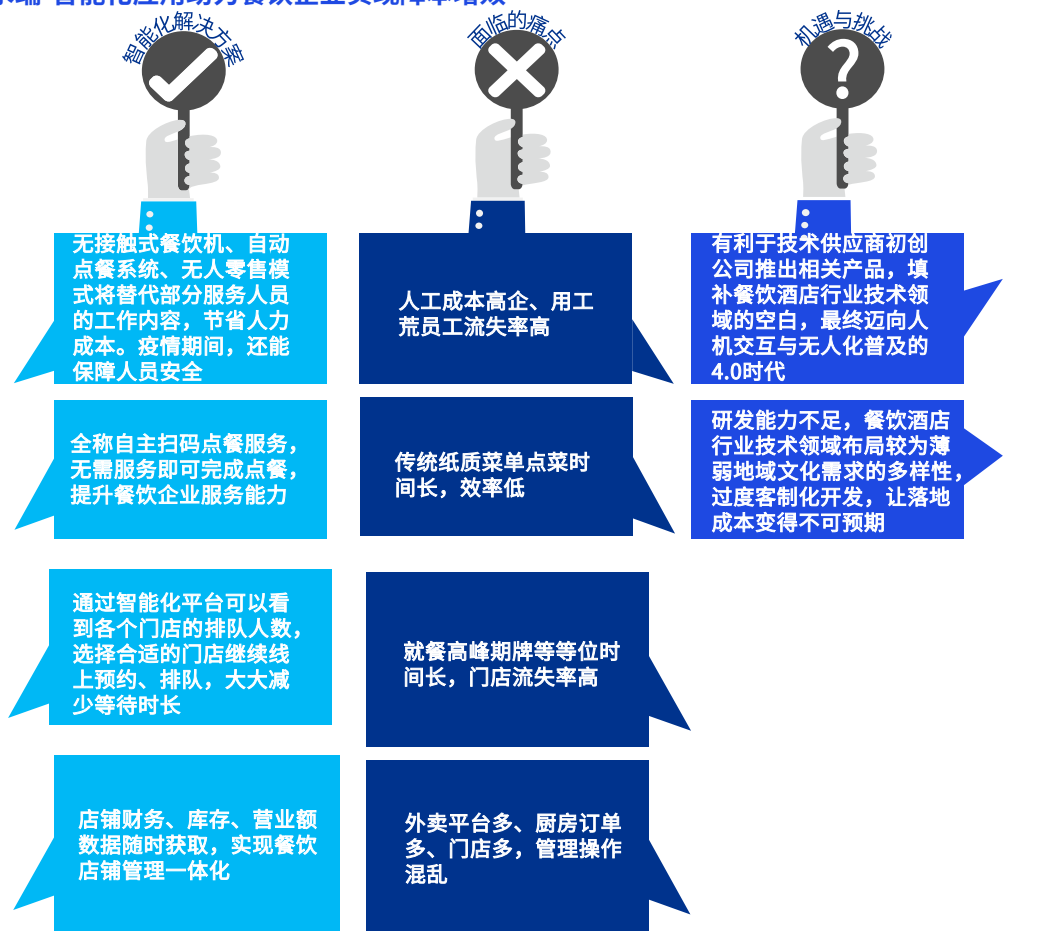 智能化应用助力餐饮企业实现降本增效
智能化解决方案
面临的痛点
机遇与挑战
无接触式餐饮机、自动
点餐系统、无人零售模
式将替代部分服务人员
的工作内容，节省人力
成本。疫情期间，还能
保障人员安全
人工成本高企、用工
荒员工流失率高
有利于技术供应商初创
公司推出相关产品，填
补餐饮酒店行业技术领
域的空白，最终迈向人
机交互与无人化普及的
4.0时代
全称自主扫码点餐服务，
无需服务即可完成点餐，
提升餐饮企业服务能力
传统纸质菜单点菜时
间长，效率低
研发能力不足，餐饮酒店
行业技术领域布局较为薄
弱地域文化需求的多样性，
过度客制化开发，让落地
成本变得不可预期
通过智能化平台可以看
到各个门店的排队人数，
选择合适的门店继续线
上预约、排队，大大减
少等待时长
就餐高峰期牌等等位时
间长，门店流失率高
店铺财务、库存、营业额
数据随时获取，实现餐饮
店铺管理一体化
外卖平台多、厨房订单
多、门店多，管理操作
混乱